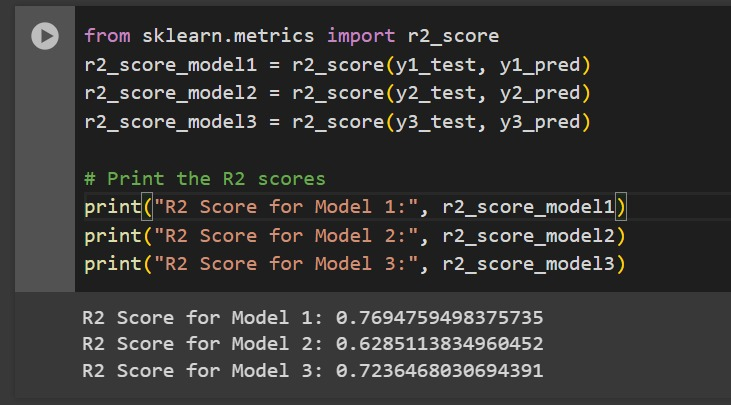 from sklearn.metrics import r2_score
r2_score_model1 = r2_score(y1_test, y1_pred)
r2_score_model2 = r2_score(y2_test, y2_pred)
r2_score_model3 = r2_score(y3_test, y3_pred)
# Print the R2 scores
print("R2 Score for Model 1:", r2_score_model1)
print("R2 Score for Model 2:", r2_score_model2)
print("R2 Score for Model 3:", r2_score_model3)
R2 Score for Model 1: 0.7694759498375735
R2 Score for Model 2: 0.6285113834960452
R2 Score for Model 3: 0.7236468030694391